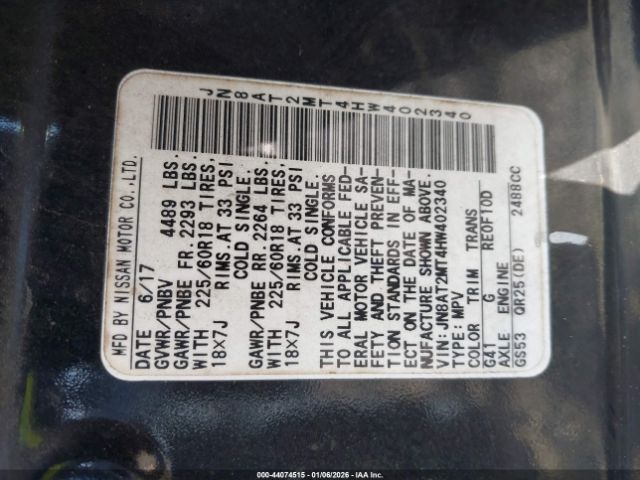 JN8AT2MT4HW402340
MFD BY NISSAN MOTOR CO.,LTD.
DATE 6/17
GVWR/PNBV 4489 LBS.
GAWR/PNBE FR. 2293 LBS.
WITH 225/60R18 TIRES,
18X7J RIMS.AT 33 PSI
COLD SINGLE.
GAWR/PNBE RR. 2264 LBS.
WITH 225/60R18 TIRES,
18X7J RIMS.AT 33 PSI
COLD SINGLE.
THIS VEHICLE CONFORMS
TO ALL APPLICABLE FED-
ERAL MOTOR VEHICLE SA-
FETY AND THEFT PREVEN-
TION STANDARDS IN EFF-
ECT ON THE DATE OF MA-
NUFACTURE SHOWN ABOVE.
VIN:JN8AT2MT4HW402340
TYPE:MPV
COLOR TRIM TRANS
G41 G RE0F10D
AXLE ENGINE
GS53 QR25(DE) 2488CC
000-44074515 - 01/06/2026 - IAA Inc.